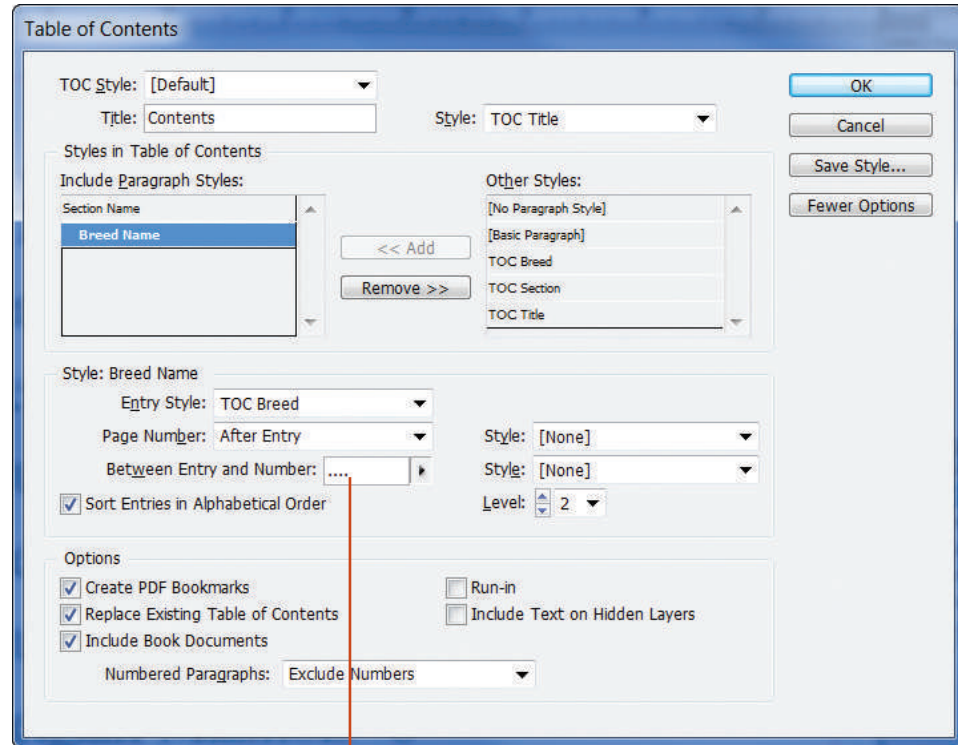 Table of Contents
TOC Style: [Default]
Title: Contents Style: TOC Title
OK
Cancel
Save Style...
Fewer Options
Styles in Table of Contents
Include Paragraph Styles: Other Styles:
Section Name
Breed Name
<< Add
Remove >>
[No Paragraph Style]
[Basic Paragraph]
TOC Breed
TOC Section
TOC Title
Style: Breed Name
Entry Style: TOC Breed
Page Number: After Entry Style: [None]
Between Entry and Number: .... Style: [None]
Sort Entries in Alphabetical Order Level: 2
Options
Create PDF Bookmarks Run-in
Replace Existing Table of Contents Include Text on Hidden Layers
Include Book Documents
Numbered Paragraphs: Exclude Numbers